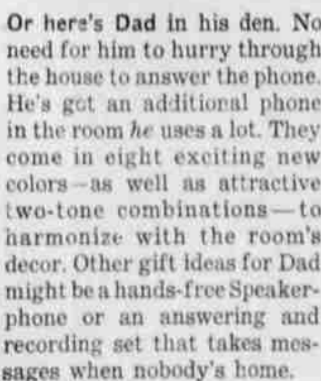 Or here's Dad in his den. No
need for him to hurry through
the house to answer the phone.
He's got an additional phone
in the room he uses a lot. They
come in eight exciting new
colors—as well as attractive
two-tone combinations—to
harmonize with the room's
decor. Other gift ideas for Dad
might be a hands-free Speaker-
phone or an answering and
recording set that takes mes-
sages when nobody's home.